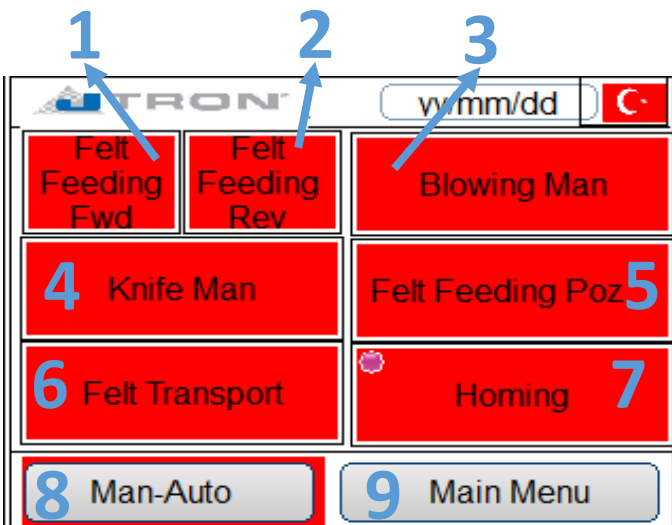 1 2 3
TRON
yy/mm/dd
Felt
Feeding
Fwd
Felt
Feeding
Rev
Blowing Man
4 Knife Man
Felt Feeding Poz 5
6 Felt Transport
Homing 7
8 Man-Auto
9 Main Menu